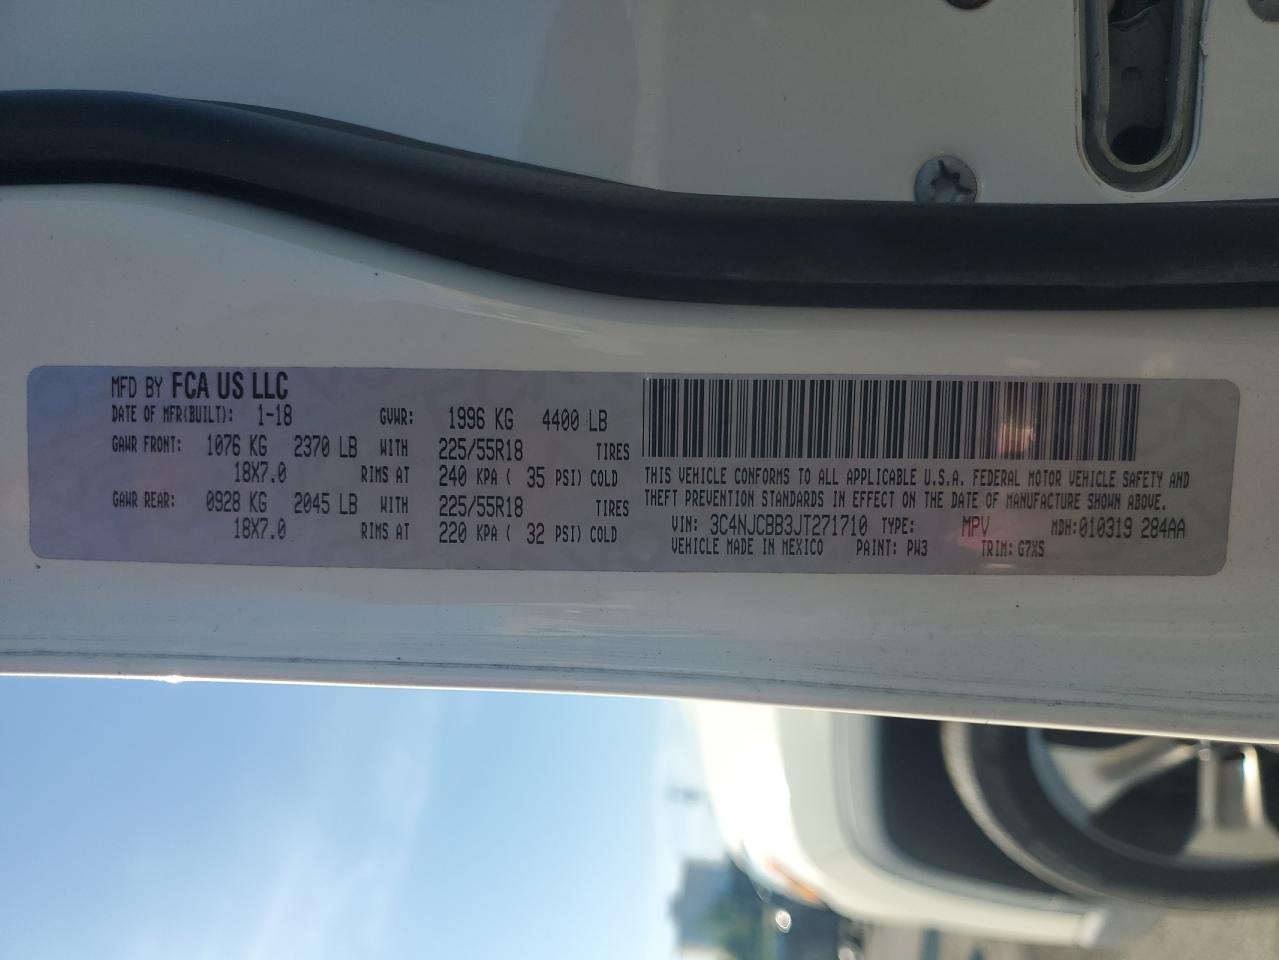 MFD BY FCA US LLC
DATE OF MFR(BUILT): 1-18 GVWR: 1996 KG 4400 LB
GAWR FRONT: 1076 KG 2370 LB WITH 225/55R18 TIRES
18X7.0 RIMS AT 240 KPA ( 35 PSI) COLD
GAWR REAR: 0928 KG 2045 LB WITH 225/55R18 TIRES
18X7.0 RIMS AT 220 KPA ( 32 PSI) COLD
THIS VEHICLE CONFORMS TO ALL APPLICABLE U.S.A. FEDERAL MOTOR VEHICLE SAFETY AND
THEFT PREVENTION STANDARDS IN EFFECT ON THE DATE OF MANUFACTURE SHOWN ABOVE.
VIN: 3C4NJCBB3JT271710 TYPE: MPV MDH:010319 284AA
VEHICLE MADE IN MEXICO PAINT: PW3 TRIM: G7XS